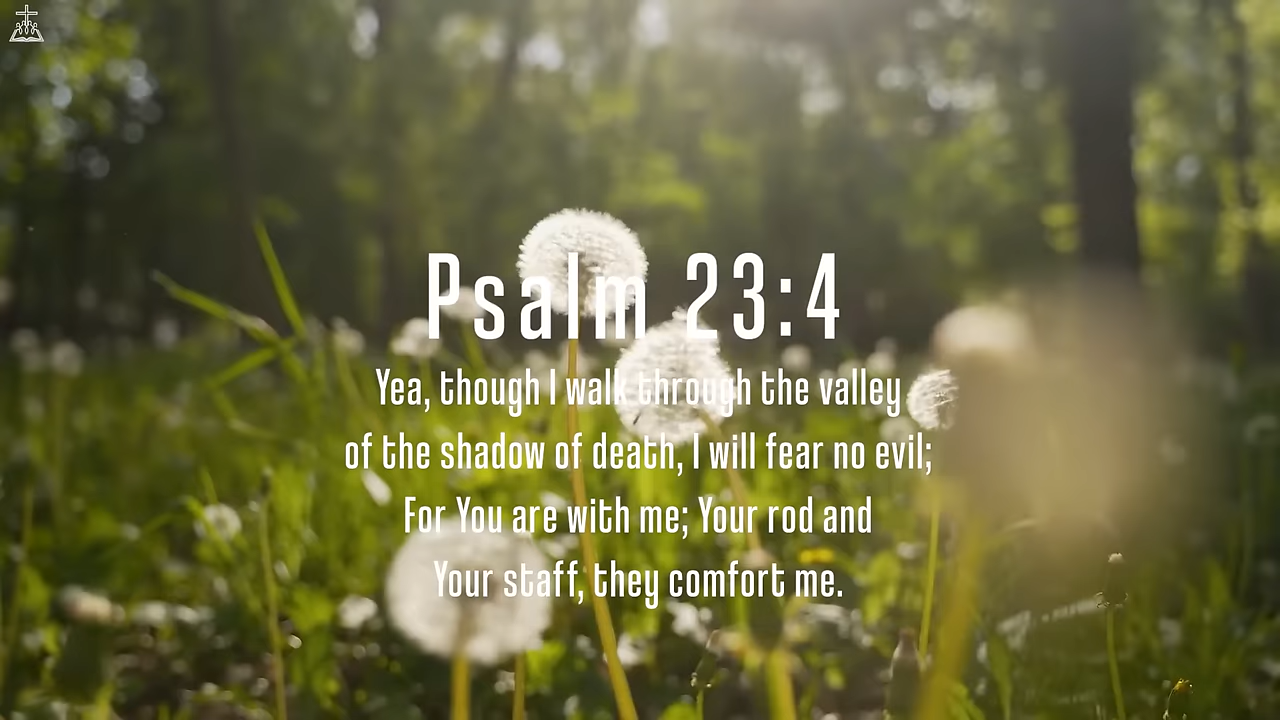 Psalm 23:4
Yea, though I walk through the valley
of the shadow of death, I will fear no evil;
For You are with me; Your rod and
Your staff, they comfort me.